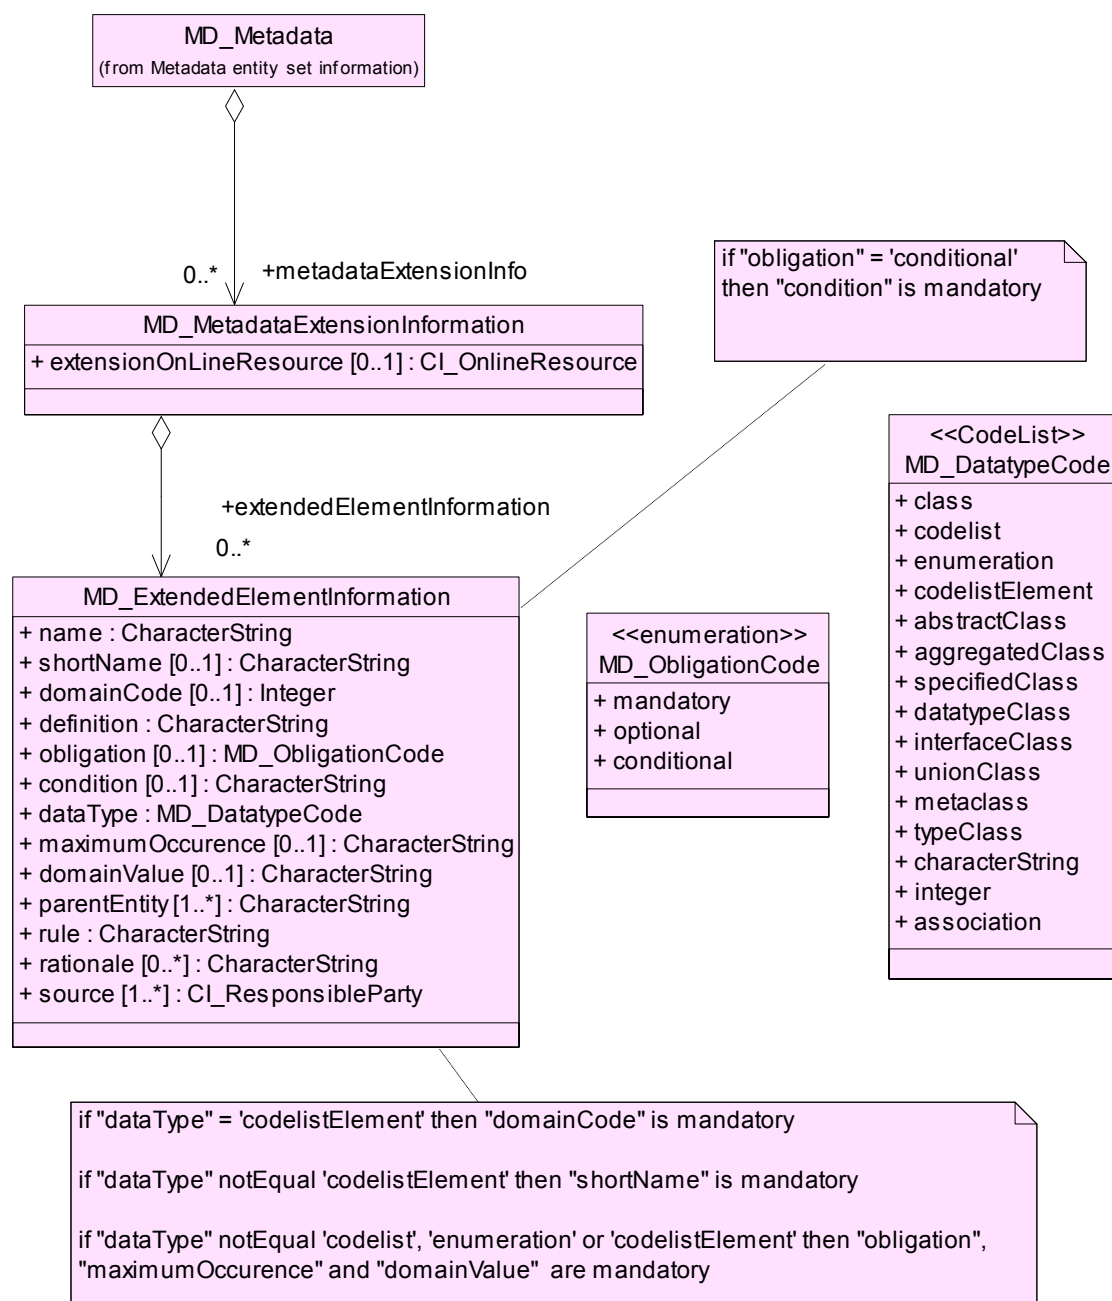 MD_Metadata
(from Metadata entity set information)
0..*
+metadataExtensionInfo
MD_MetadataExtensionInformation
+ extensionOnLineResource [0..1] : CI_OnlineResource
+extendedElementInformation
0..*
MD_ExtendedElementInformation
+ name : CharacterString
+ shortName [0..1] : CharacterString
+ domainCode [0..1] : Integer
+ definition : CharacterString
+ obligation [0..1] : MD_ObligationCode
+ condition [0..1] : CharacterString
+ dataType : MD_DatatypeCode
+ maximumOccurence [0..1] : CharacterString
+ domainValue [0..1] : CharacterString
+ parentEntity [1..*] : CharacterString
+ rule : CharacterString
+ rationale [0..*] : CharacterString
+ source [1..*] : CI_ResponsibleParty
if "obligation" = 'conditional'
then "condition" is mandatory
<<enumeration>>
MD_ObligationCode
+ mandatory
+ optional
+ conditional
<<CodeList>>
MD_DatatypeCode
+ class
+ codelist
+ enumeration
+ codelistElement
+ abstractClass
+ aggregatedClass
+ specifiedClass
+ datatypeClass
+ interfaceClass
+ unionClass
+ metaclass
+ typeClass
+ characterString
+ integer
+ association
if "dataType" = 'codelistElement' then "domainCode" is mandatory
if "dataType" notEqual 'codelistElement' then "shortName" is mandatory
if "dataType" notEqual 'codelist', 'enumeration' or 'codelistElement' then "obligation",
"maximumOccurence" and "domainValue" are mandatory